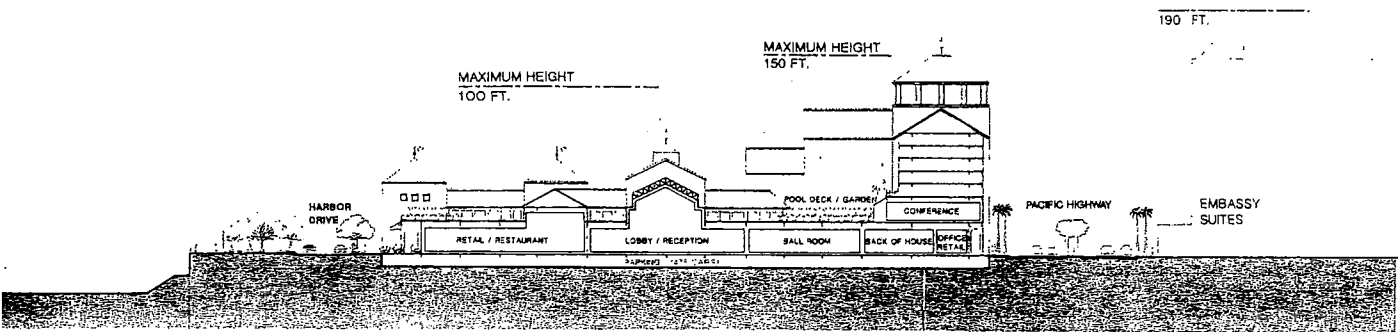 190 FT.
MAXIMUM HEIGHT
150 FT.
MAXIMUM HEIGHT
100 FT.
HARBOR
DRIVE
POOL DECK / GARDEN
CONFERENCE
PACIFIC HIGHWAY
EMBASSY
SUITES
RETAIL / RESTAURANT
LOBBY / RECEPTION
BALL ROOM
BACK OF HOUSE
OFFICE
RETAIL
PARKING